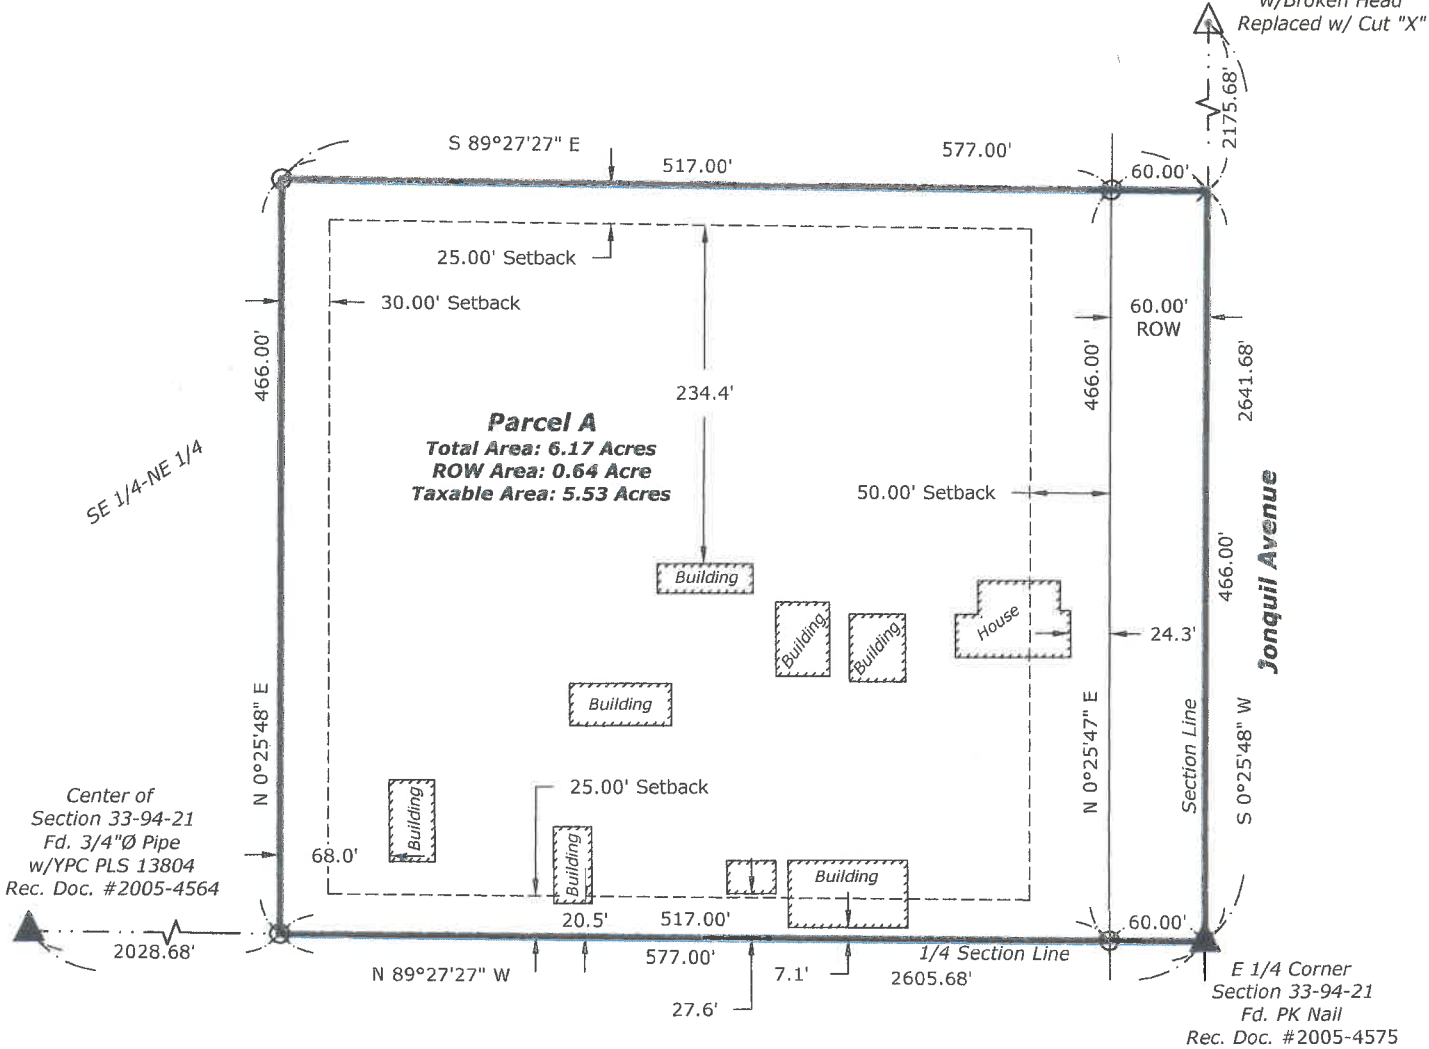 w/Broken Head
Replaced w/ Cut "X"
2175.68'
S 89°27'27" E
517.00'
577.00'
60.00'
25.00' Setback
30.00' Setback
466.00'
234.4'
60.00'
ROW
466.00'
2641.68'
Parcel A
Total Area: 6.17 Acres
ROW Area: 0.64 Acre
Taxable Area: 5.53 Acres
SE 1/4-NE 1/4
50.00' Setback
Jonquil Avenue
466.00'
Building
Building
Building
House
24.3'
Building
N 0°25'48" E
N 0°25'47" E
Section Line
S 0°25'48" W
25.00' Setback
Building
Building
Building
68.0'
Center of
Section 33-94-21
Fd. 3/4"Ø Pipe
w/YPC PLS 13804
Rec. Doc. #2005-4564
2028.68'
20.5'
517.00'
60.00'
577.00'
1/4 Section Line
N 89°27'27" W
7.1'
2605.68'
27.6'
E 1/4 Corner
Section 33-94-21
Fd. PK Nail
Rec. Doc. #2005-4575